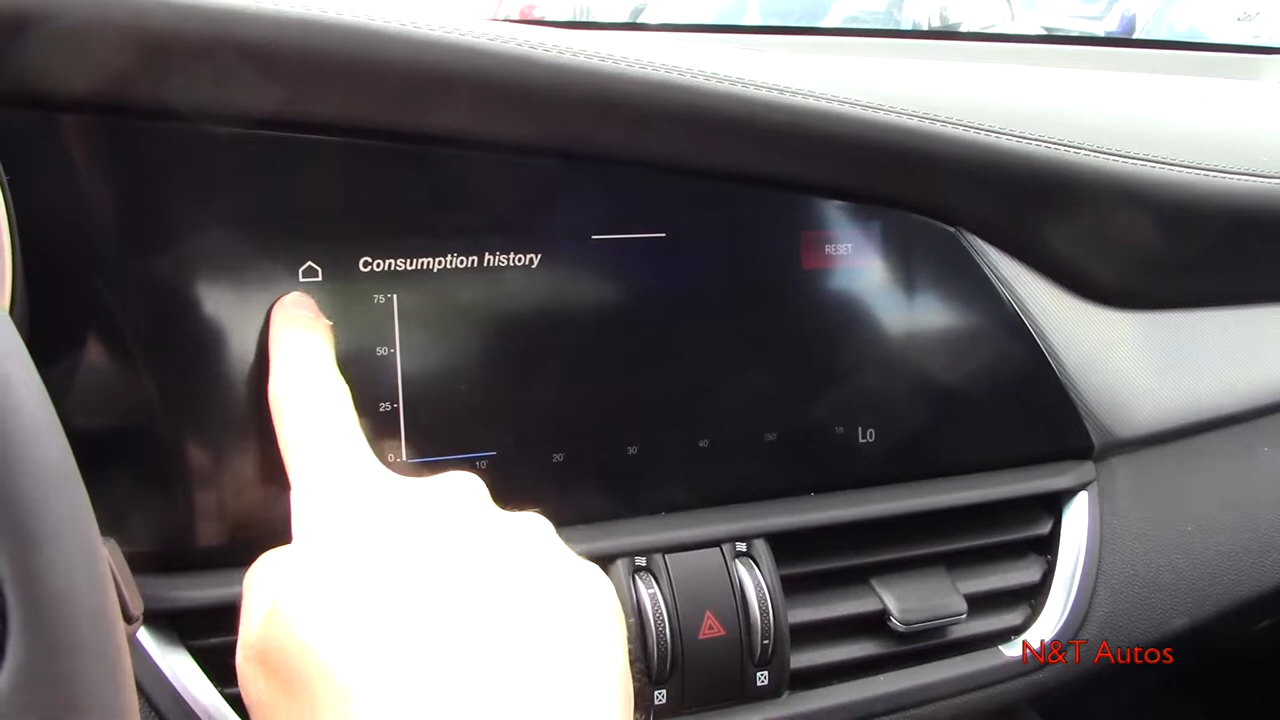 RESET
Consumption history
75
50
25
0
10'
20'
30'
40'
50'
1h
Lo
N&T Autos